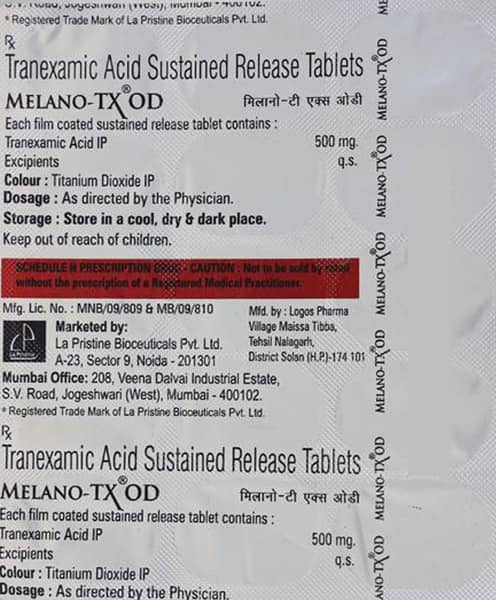 S.V. Road, Jogeshwari (West), Mumbai - 400102.
* Registered Trade Mark of La Pristine Bioceuticals Pvt. Ltd.
Rx
Tranexamic Acid Sustained Release Tablets
MELANO-TX®OD मिलानो-टी एक्स ओडी
Each film coated sustained release tablet contains :
Tranexamic Acid IP 500 mg.
Excipients q.s.
Colour : Titanium Dioxide IP
Dosage : As directed by the Physician.
Storage : Store in a cool, dry & dark place.
Keep out of reach of children.
SCHEDULE H PRESCRIPTION DRUG - CAUTION : Not to be sold by retail
without the prescription of a Registered Medical Practitioner.
Mfg. Lic. No. : MNB/09/809 & MB/09/810
Marketed by:
La Pristine
La Pristine Bioceuticals Pvt. Ltd.
A-23, Sector 9, Noida - 201301
Mfd. by : Logos Pharma
Village Maissa Tibba,
Tehsil Nalagarh,
District Solan (H.P.)-174 101
Mumbai Office: 208, Veena Dalvai Industrial Estate,
S.V. Road, Jogeshwari (West), Mumbai - 400102.
* Registered Trade Mark of La Pristine Bioceuticals Pvt. Ltd.
Rx
Tranexamic Acid Sustained Release Tablets
MELANO-TX®OD मिलानो-टी एक्स ओडी
Each film coated sustained release tablet contains :
Tranexamic Acid IP 500 mg.
Excipients q.s.
Colour : Titanium Dioxide IP
Dosage : As directed by the Physician.
ME
MELANO-TX®OD
MELANO-TX®OD
MELANO-TX®OD
MELANO-TX®OD
MELANO-TX®OD
ANO-TX®OD